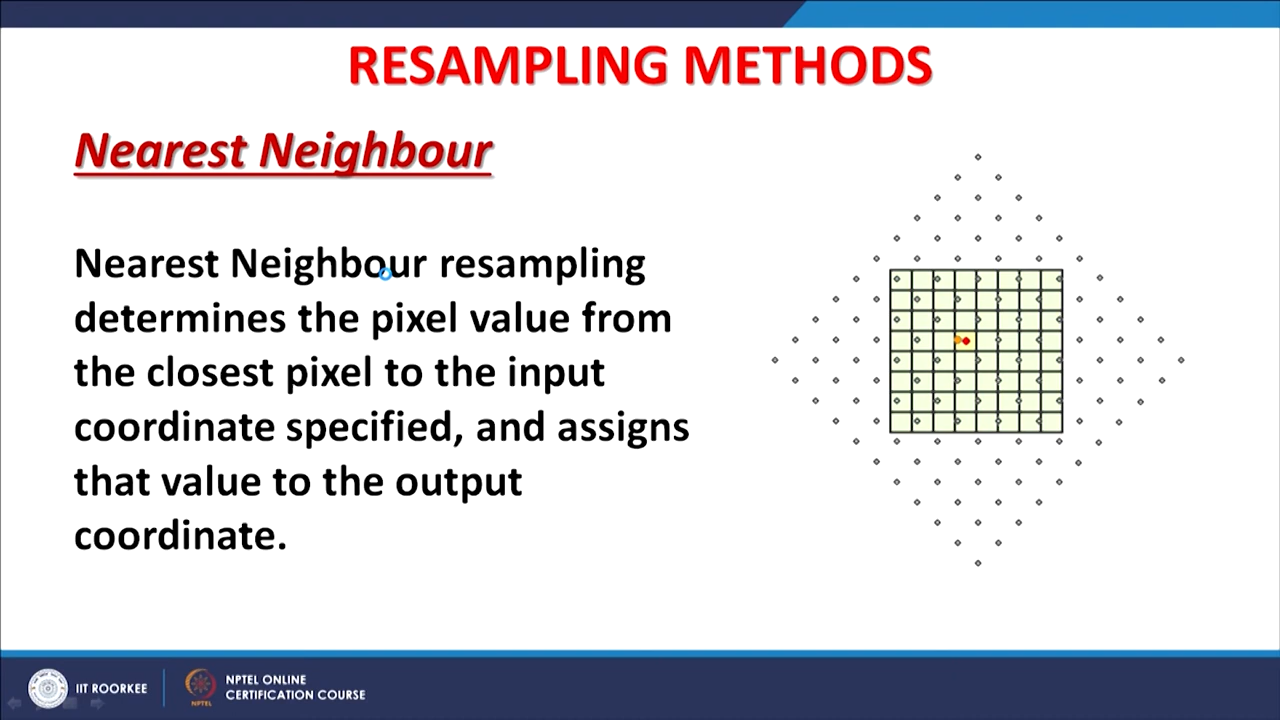 RESAMPLING METHODS
Nearest Neighbour
Nearest Neighbour resampling
determines the pixel value from
the closest pixel to the input
coordinate specified, and assigns
that value to the output
coordinate.
IIT ROORKEE
NPTEL
NPTEL ONLINE
CERTIFICATION COURSE